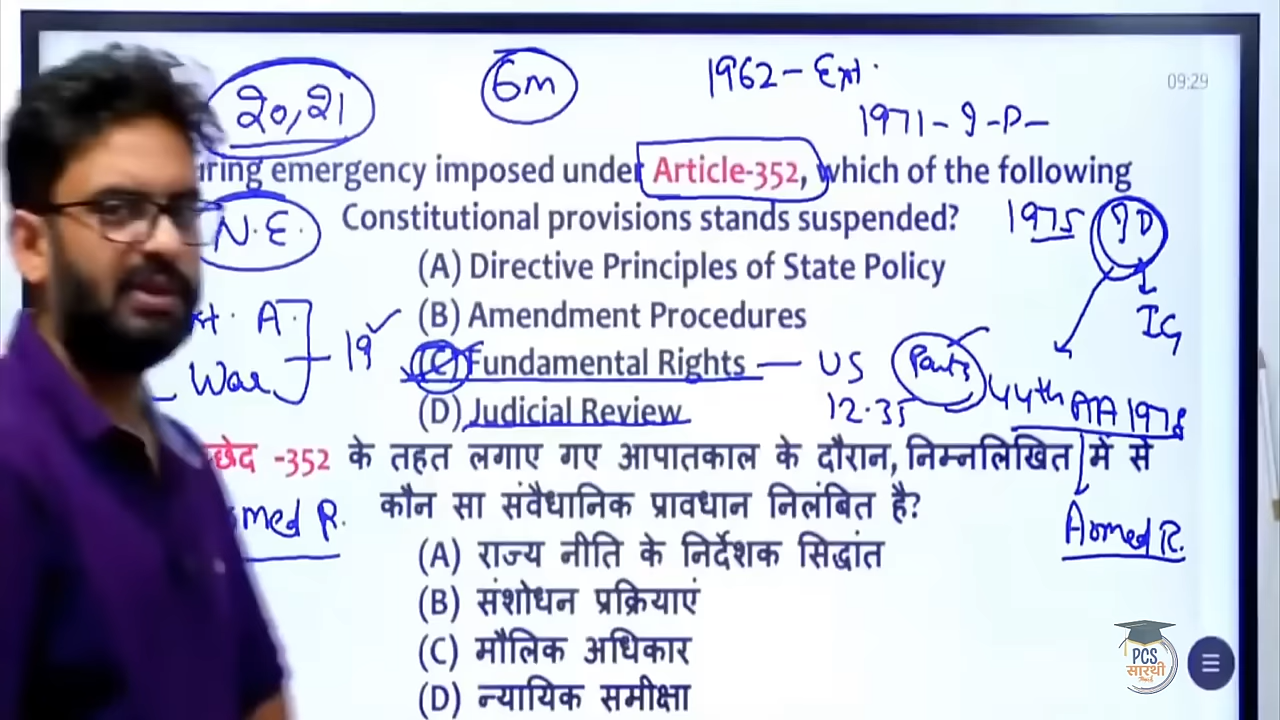 20,21
6m
1962 - Ext.
09:29
1971 - I - P -
uring emergency imposed under Article-352, which of the following
N.E.
Constitutional provisions stands suspended?
1975
ID
(A) Directive Principles of State Policy
xt. A.
(B) Amendment Procedures
IG
War
19
(C) Fundamental Rights — US
Part 3
(D) Judicial Review
12.35
44th AA 1978
छेद -352 के तहत लगाए गए आपातकाल के दौरान, निम्नलिखित में से
med R.
कौन सा संवैधानिक प्रावधान निलंबित है?
Armed R.
(A) राज्य नीति के निर्देशक सिद्धांत
(B) संशोधन प्रक्रियाएं
(C) मौलिक अधिकार
(D) न्यायिक समीक्षा
PCS
सारथी